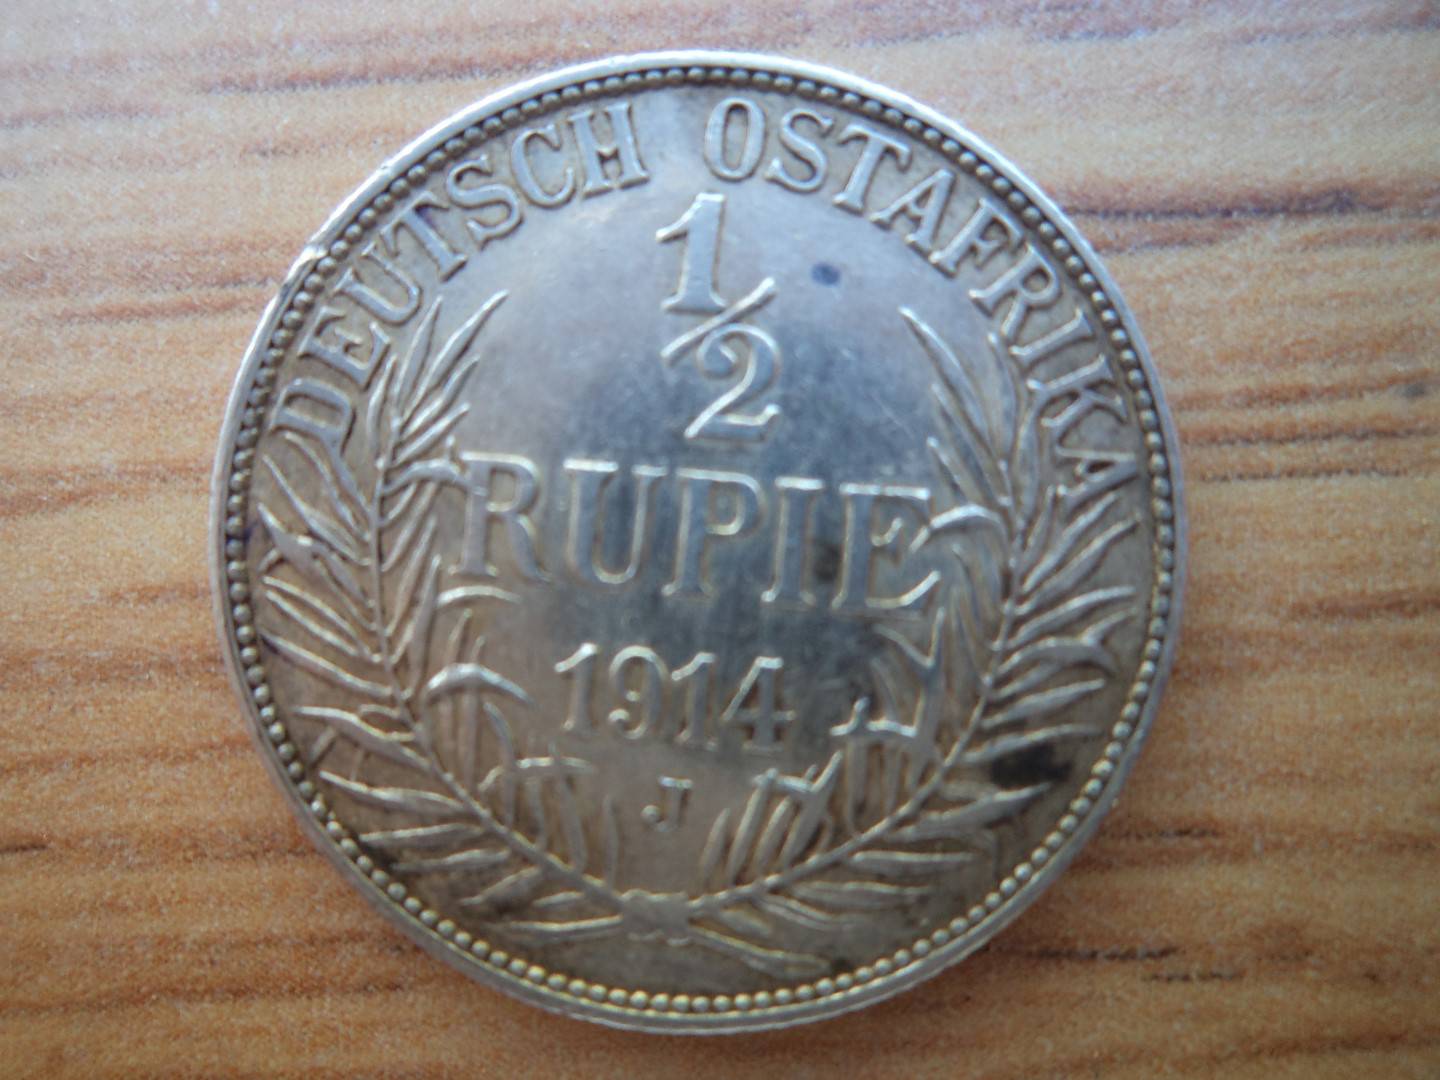 DEUTSCH OSTAFRIKA
1/2
RUPIE
1914
J